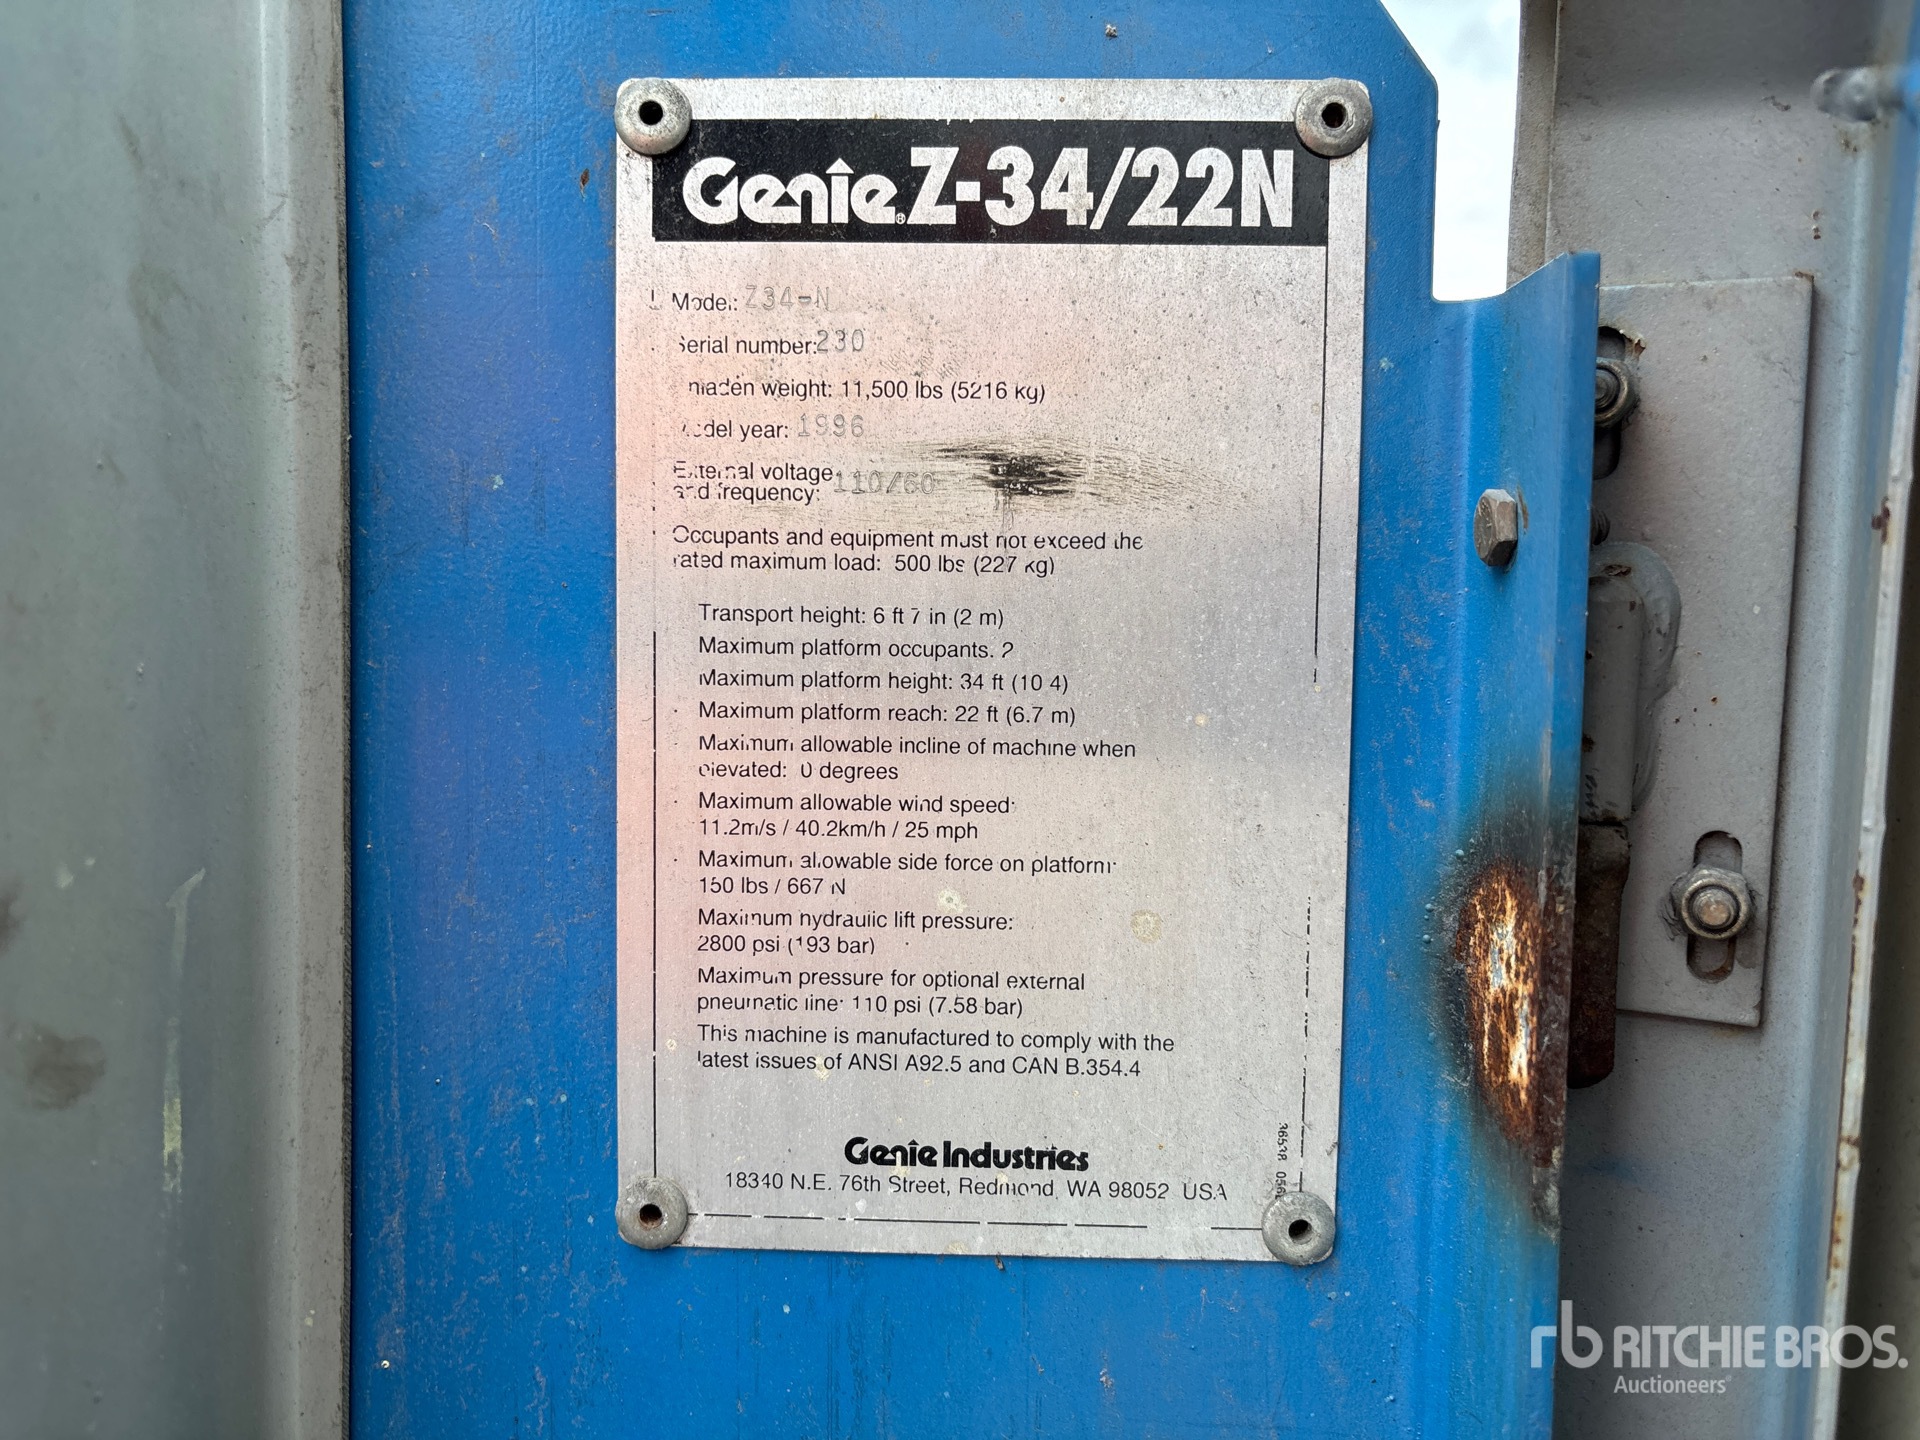 Genie® Z-34/22N
Model: Z34-N
Serial number: 230
weight: 11,500 lbs (5216 kg)
Model year: 1996
External voltage
and frequency: 110/60
Occupants and equipment must not exceed the
rated maximum load: 500 lbs (227 kg)
Transport height: 6 ft 7 in (2 m)
Maximum platform occupants: 2
Maximum platform height: 34 ft (10 4)
Maximum platform reach: 22 ft (6.7 m)
Maximum allowable incline of machine when
elevated: 0 degrees
Maximum allowable wind speed:
11.2m/s / 40.2km/h / 25 mph
Maximum allowable side force on platform:
150 lbs / 667 N
Maximum hydraulic lift pressure:
2800 psi (193 bar)
Maximum pressure for optional external
pneumatic line: 110 psi (7.58 bar)
This machine is manufactured to comply with the
latest issues of ANSI A92.5 and CAN B.354.4
Genie Industries
18340 N.E. 76th Street, Redmond, WA 98052 USA
36538
rb RITCHIE BROS.
Auctioneers